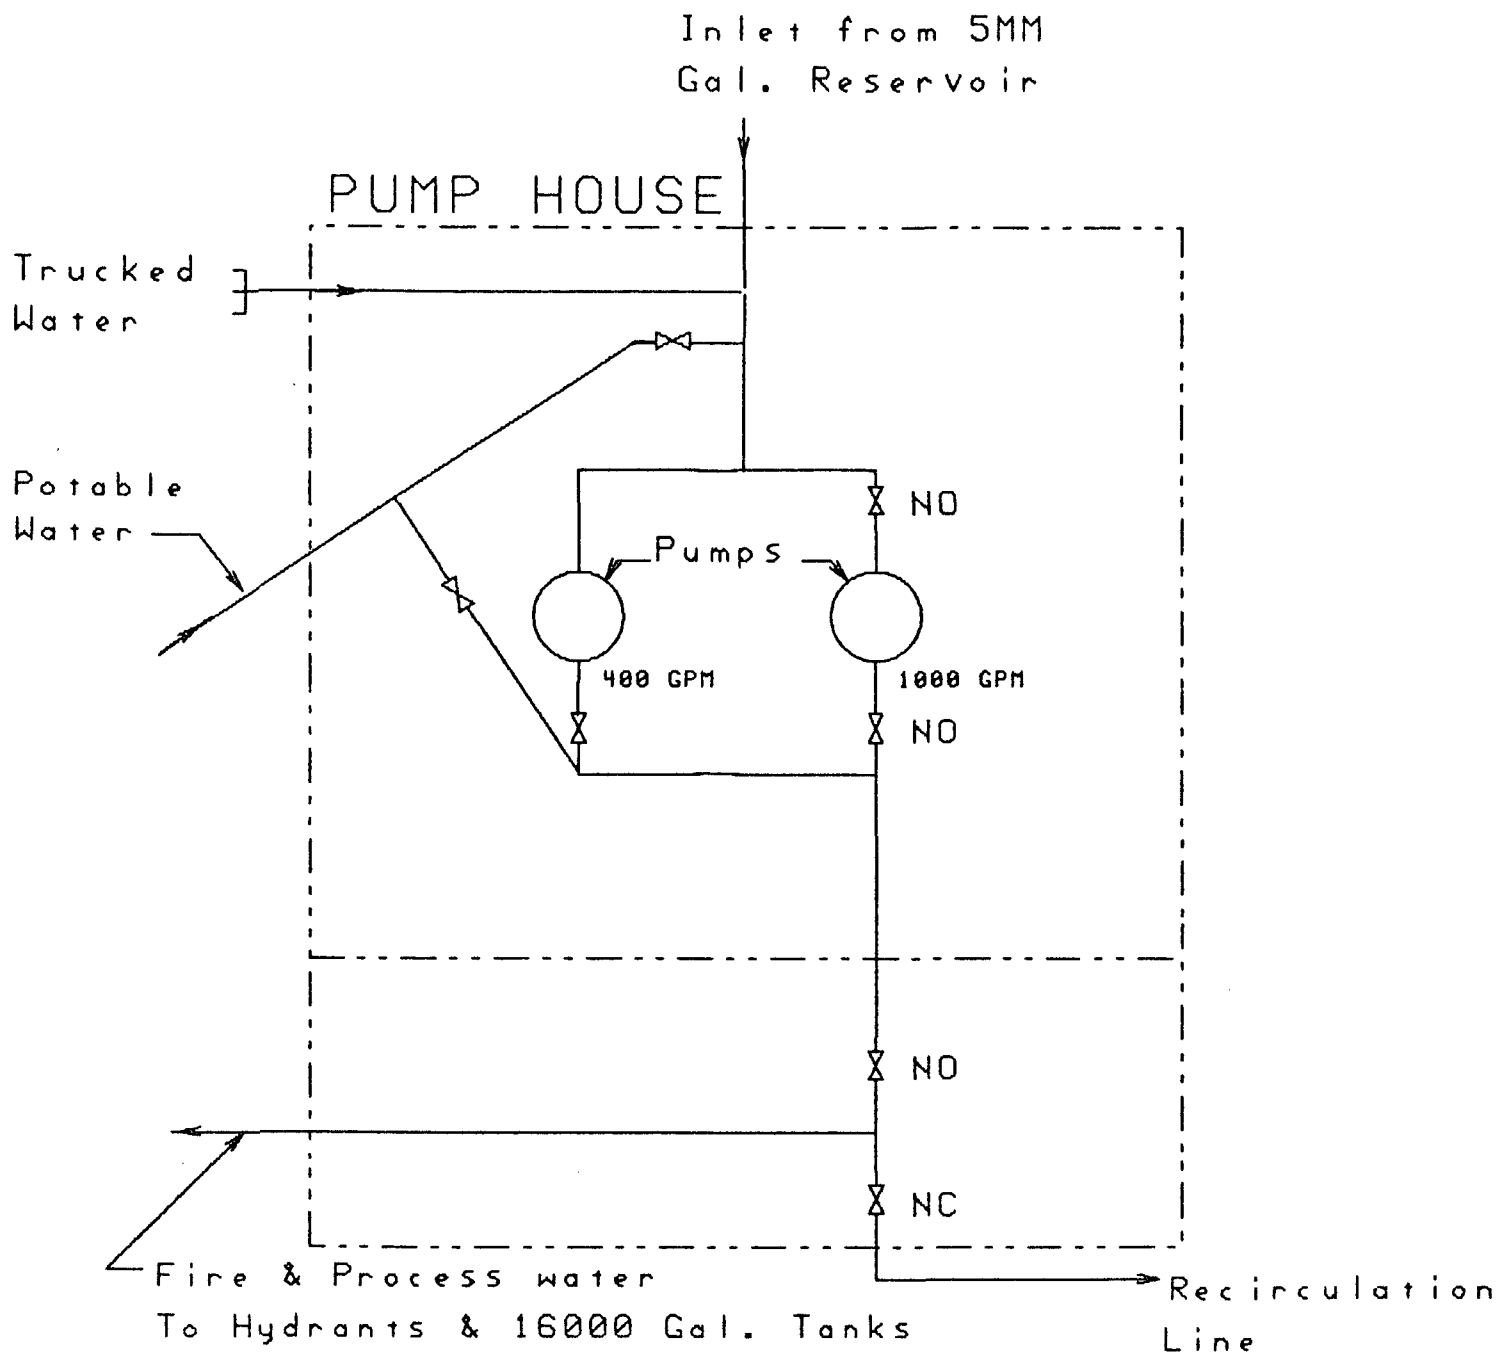 Inlet from 5MM
Gal. Reservoir
PUMP HOUSE
Trucked
Water
Potable
Water
NO
Pumps
400 GPM
1000 GPM
NO
NO
NC
Fire & Process water
To Hydrants & 16000 Gal. Tanks
Recirculation
Line